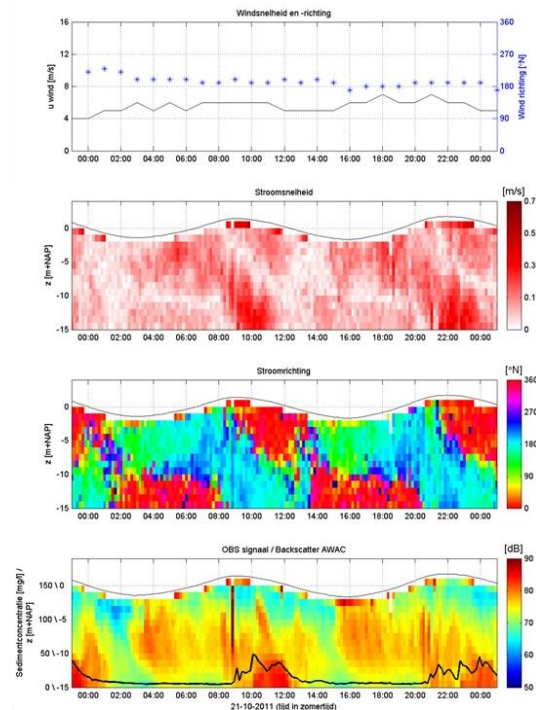 Windsnelheid en -richting
16
12
8
4
0
u wind [m/s]
360
270
180
90
0
Wind richting [°N]
00:00 02:00 04:00 06:00 08:00 10:00 12:00 14:00 16:00 18:00 20:00 22:00 00:00
Stroomsnelheid
[m/s]
0
-5
-10
-15
z [m+NAP]
0.7
0.5
0.4
0.3
0.1
0
00:00 02:00 04:00 06:00 08:00 10:00 12:00 14:00 16:00 18:00 20:00 22:00 00:00
Stroomrichting
[°N]
0
-5
-10
-15
z [m+NAP]
360
270
180
90
0
00:00 02:00 04:00 06:00 08:00 10:00 12:00 14:00 16:00 18:00 20:00 22:00 00:00
OBS signaal / Backscatter AWAC
[dB]
150 \ 0
100 \ -5
50 \ -10
0 \ -15
Sedimentconcentratie [mg/l] /
z [m+NAP]
90
80
70
60
50
00:00 02:00 04:00 06:00 08:00 10:00 12:00 14:00 16:00 18:00 20:00 22:00 00:00
21-10-2011 (tijd in zomertijd)